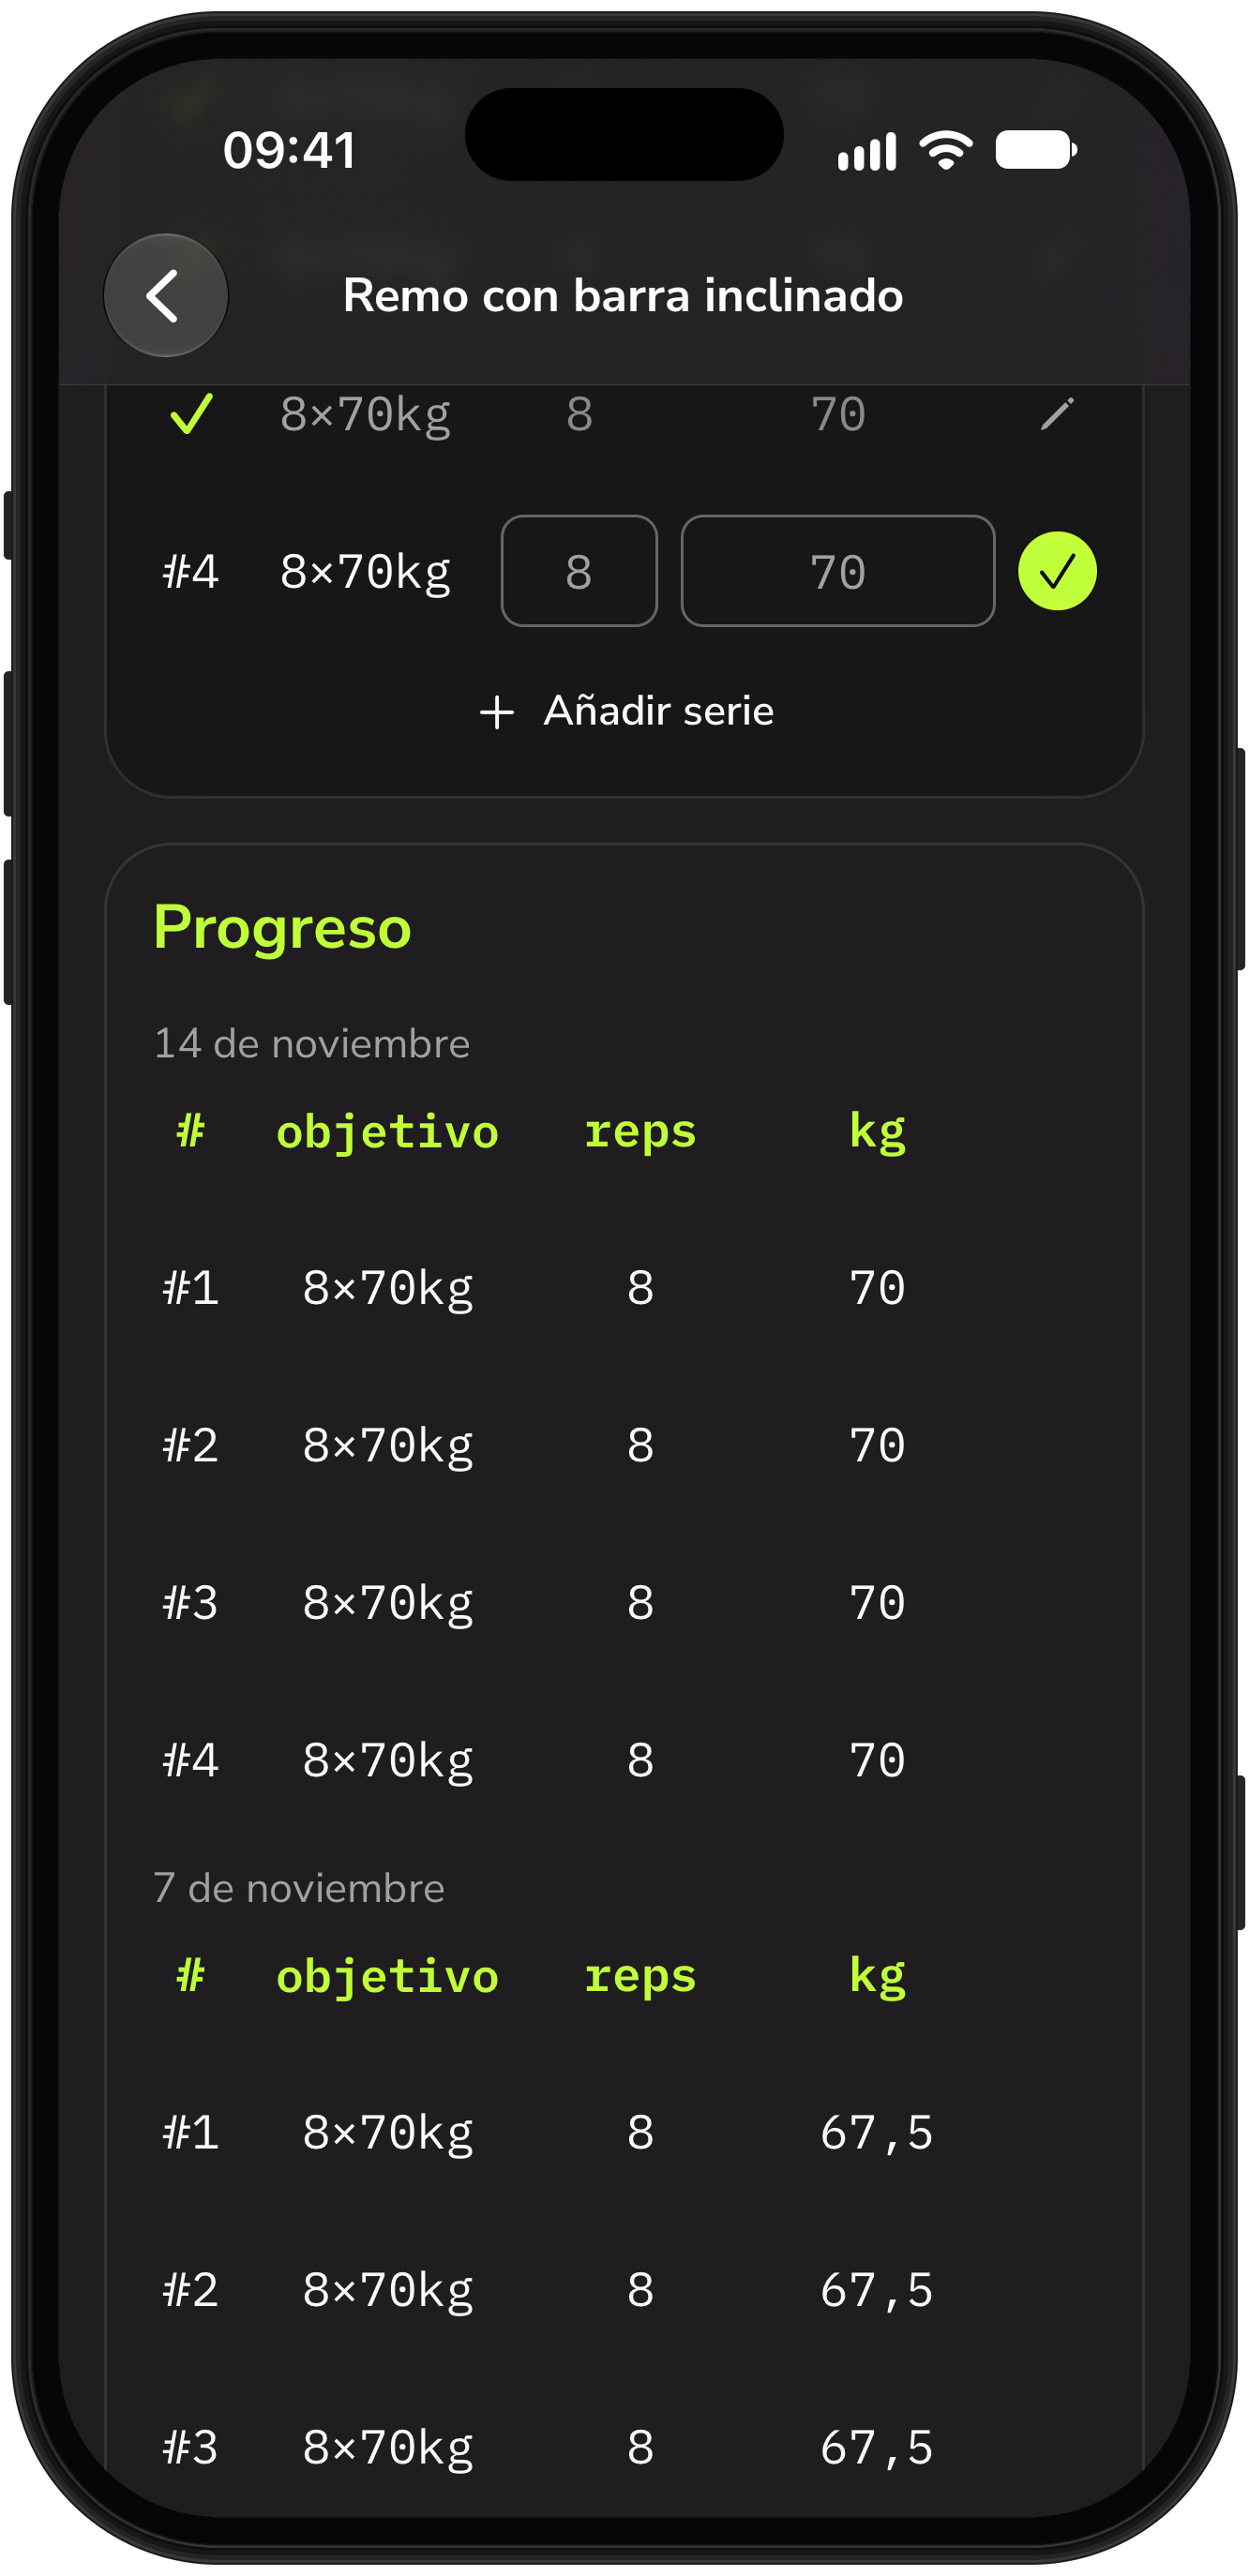 09:41
Remo con barra inclinado
8×70kg 8 70
#4 8×70kg 8 70
+ Añadir serie
Progreso
14 de noviembre
# objetivo reps kg
#1 8×70kg 8 70
#2 8×70kg 8 70
#3 8×70kg 8 70
#4 8×70kg 8 70
7 de noviembre
# objetivo reps kg
#1 8×70kg 8 67,5
#2 8×70kg 8 67,5
#3 8×70kg 8 67,5